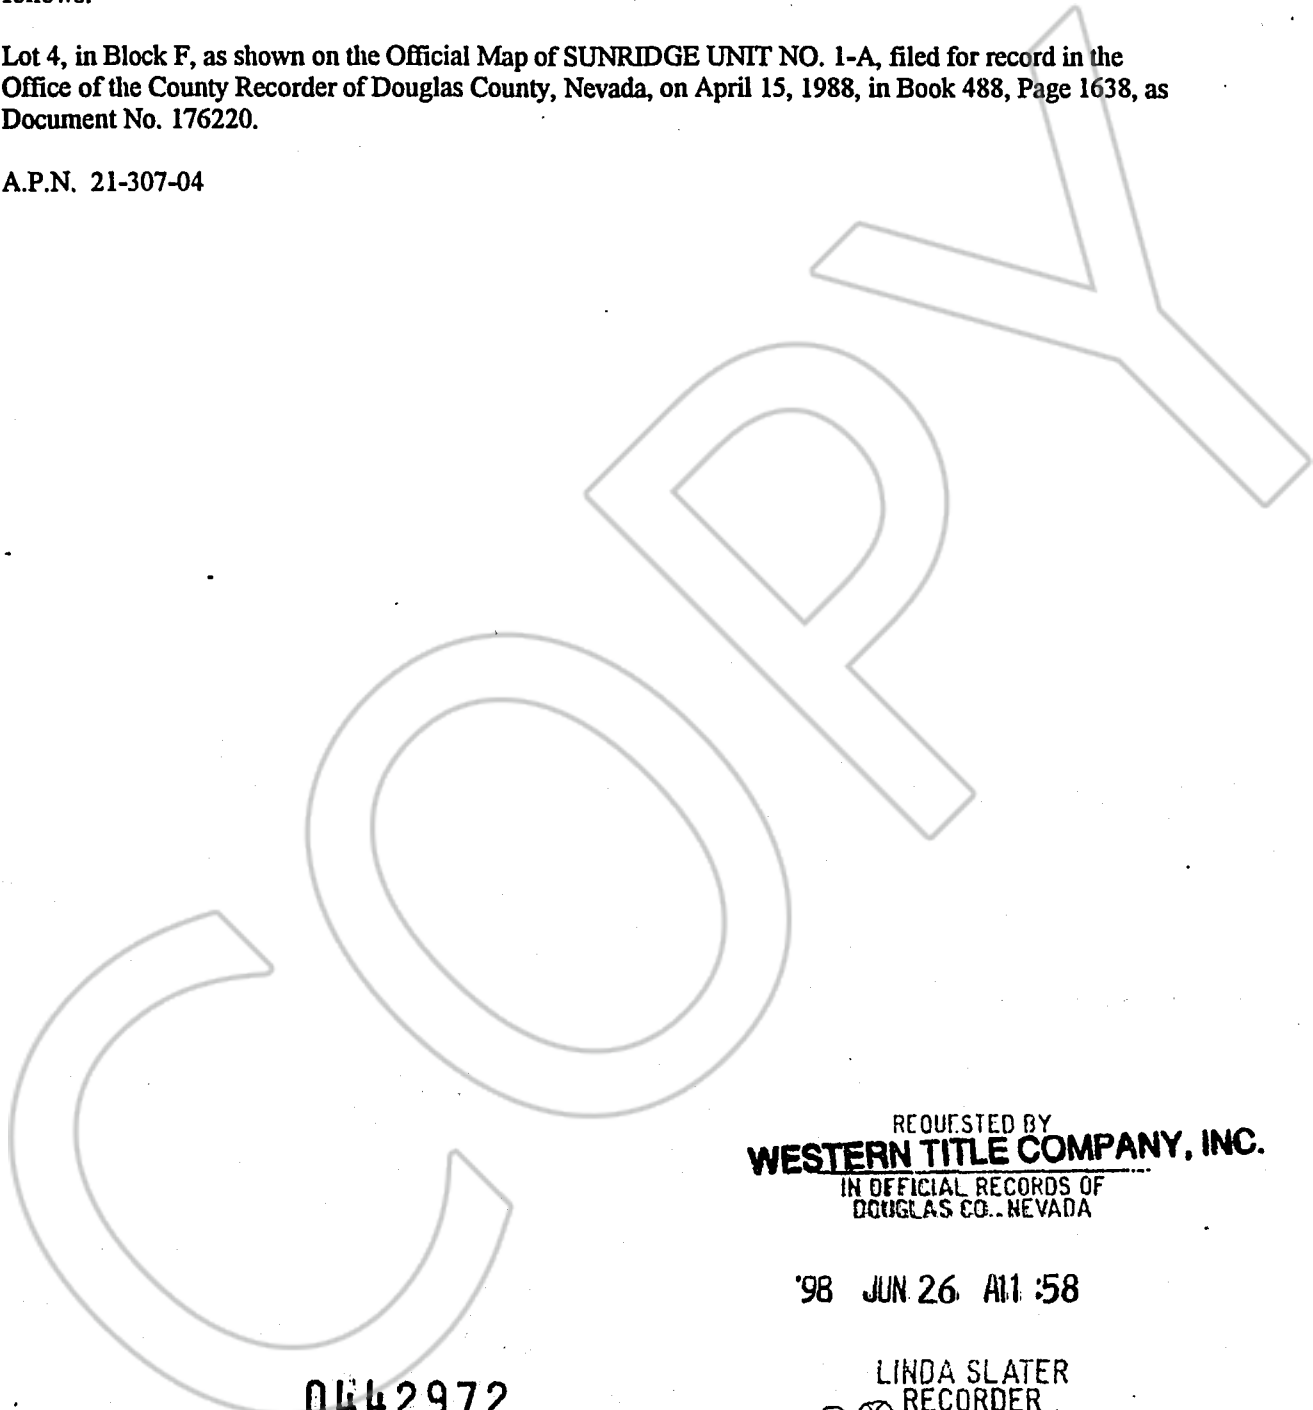 follows:
Lot 4, in Block F, as shown on the Official Map of SUNRIDGE UNIT NO. 1-A, filed for record in the
Office of the County Recorder of Douglas County, Nevada, on April 15, 1988, in Book 488, Page 1638, as
Document No. 176220.
A.P.N. 21-307-04
COPY
REQUESTED BY
WESTERN TITLE COMPANY, INC.
IN OFFICIAL RECORDS OF
DOUGLAS CO., NEVADA
'98 JUN 26 A11:58
LINDA SLATER
RECORDER
0442972